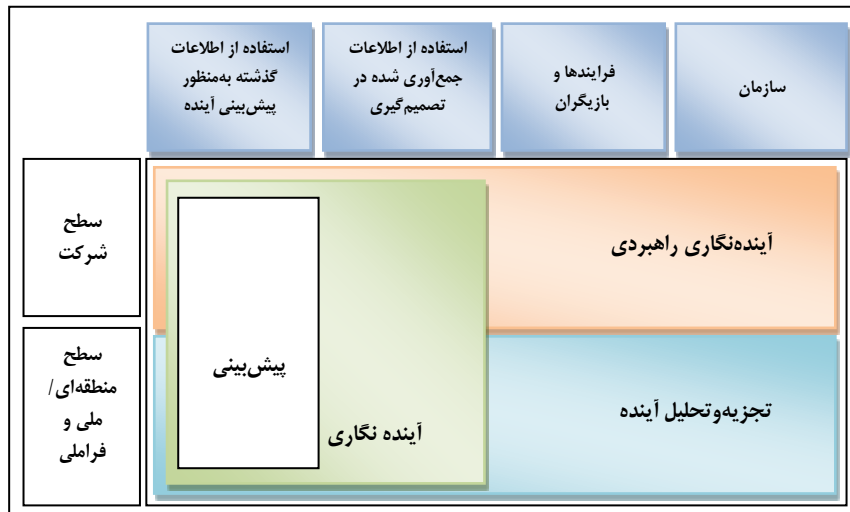 سازمان
فرایندها و
بازیگران
استفاده از اطلاعات
جمع‌آوری شده در
تصمیم‌گیری
استفاده از اطلاعات
گذشته به‌منظور
پیش‌بینی آینده
سطح
شرکت
آینده‌نگاری راهبردی
سطح
منطقه‌ای/
ملی و
فراملی
پیش‌بینی
آینده نگاری
تجزیه‌وتحلیل آینده